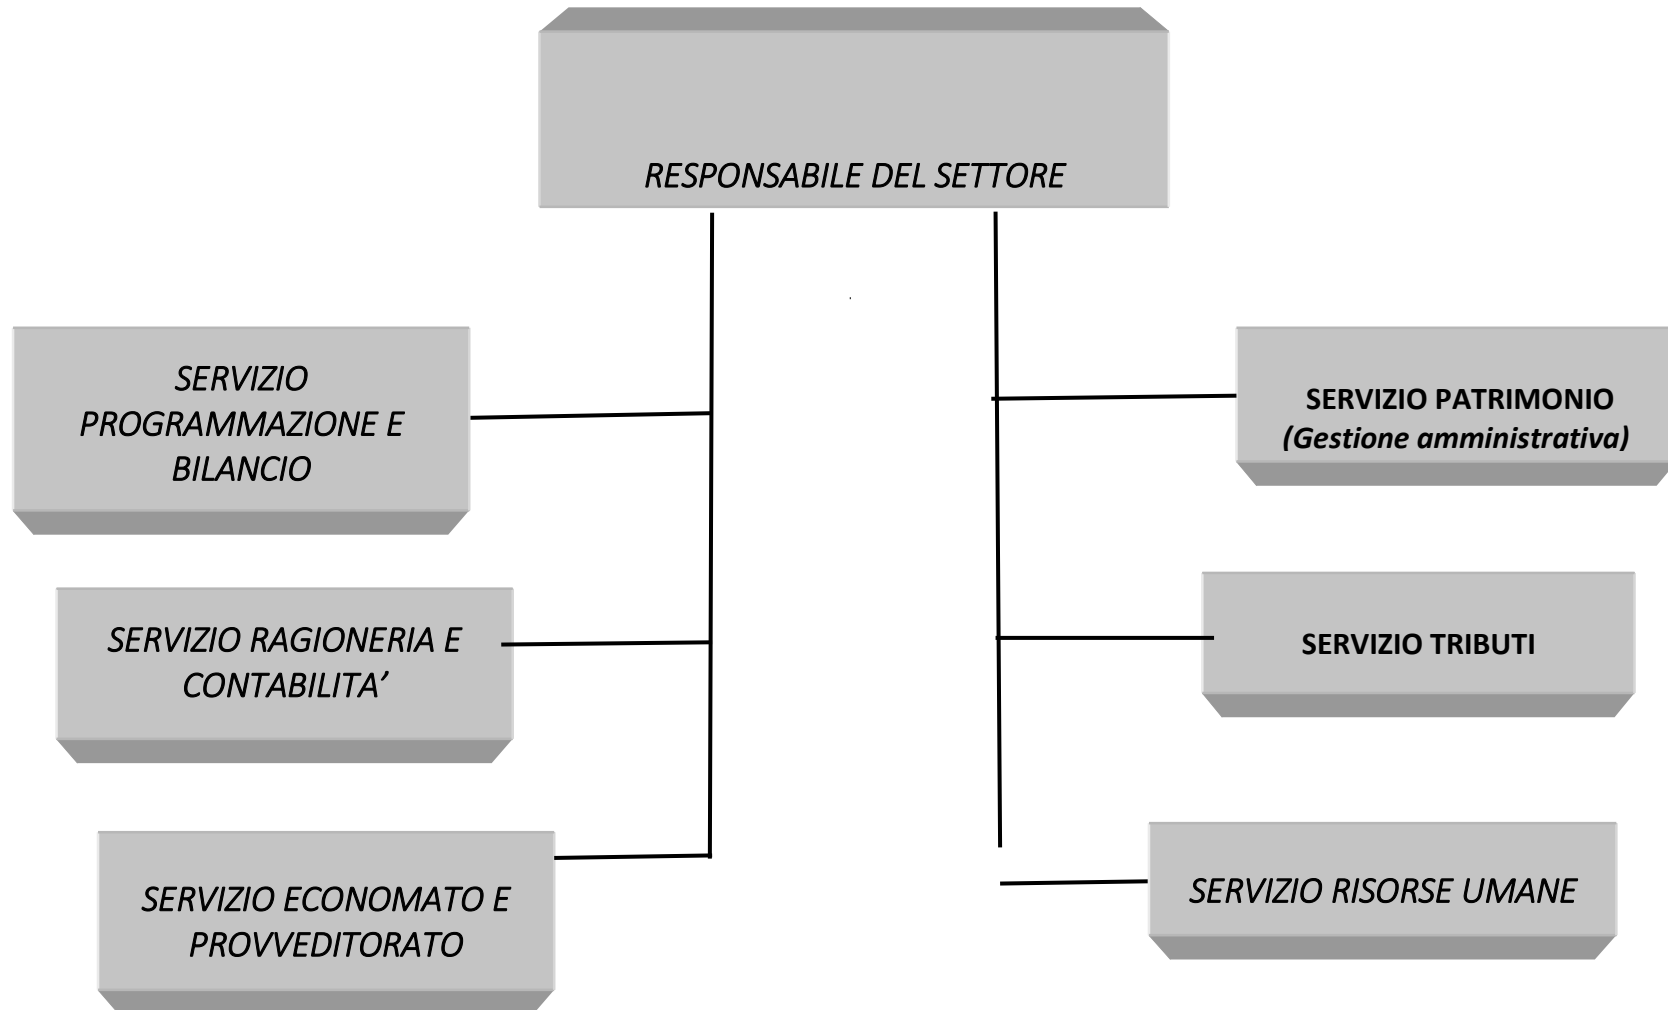 RESPONSABILE DEL SETTORE
SERVIZIO
PROGRAMMAZIONE E
BILANCIO
SERVIZIO RAGIONERIA E
CONTABILITA’
SERVIZIO ECONOMATO E
PROVVEDITORATO
SERVIZIO PATRIMONIO
(Gestione amministrativa)
SERVIZIO TRIBUTI
SERVIZIO RISORSE UMANE